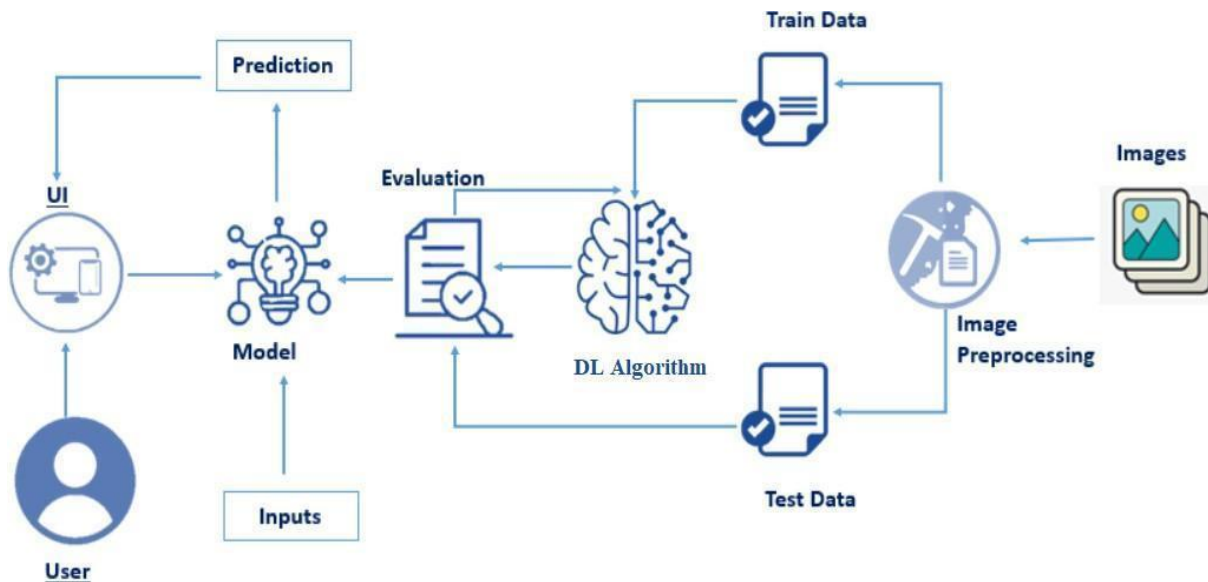 Train Data
Prediction
Images
Evaluation
UI
Image
Preprocessing
Model
DL Algorithm
Test Data
Inputs
User